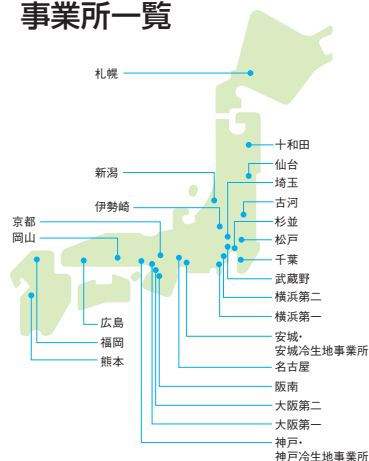 事業所一覧
札幌
十和田
仙台
新潟
埼玉
伊勢崎
古河
京都
杉並
岡山
松戸
千葉
武蔵野
横浜第二
横浜第一
広島
安城・
安城冷生地事業所
福岡
熊本
名古屋
阪南
大阪第二
大阪第一
神戸・
神戸冷生地事業所